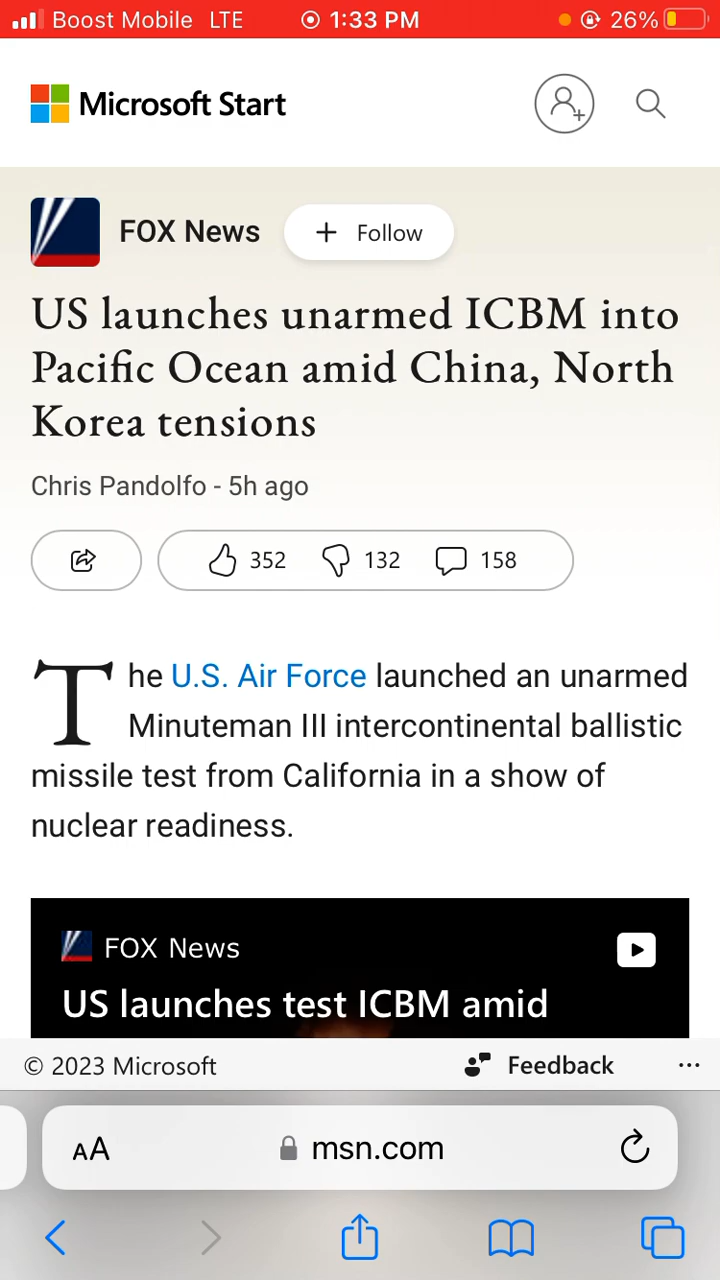 Boost Mobile LTE 1:33 PM 26%
Microsoft Start
FOX News + Follow
US launches unarmed ICBM into
Pacific Ocean amid China, North
Korea tensions
Chris Pandolfo - 5h ago
352 132 158
The U.S. Air Force launched an unarmed
Minuteman III intercontinental ballistic
missile test from California in a show of
nuclear readiness.
FOX News
US launches test ICBM amid
© 2023 Microsoft Feedback ...
AA msn.com